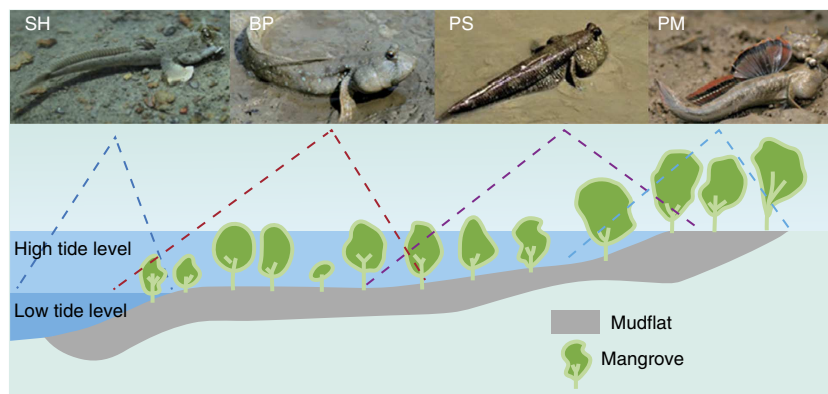 SH
BP
PS
PM
High tide level
Low tide level
Mudflat
Mangrove